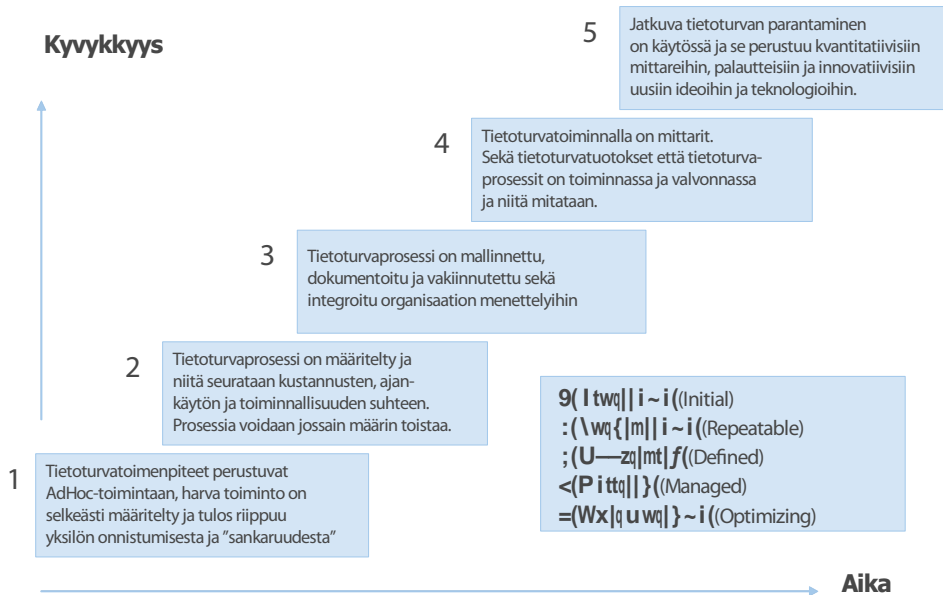 Kyvykkyys
5
Jatkuva tietoturvan parantaminen
on käytössä ja se perustuu kvantitatiivisiin
mittareihin, palautteisiin ja innovatiivisiin
uusiin ideoihin ja teknologioihin.
4
Tietoturvatoiminnalla on mittarit.
Sekä tietoturvatuotokset että tietoturva-
prosessit on toiminnassa ja valvonnassa
ja niitä mitataan.
3
Tietoturvaprosessi on mallinnettu,
dokumentoitu ja vakiinnutettu sekä
integroitu organisaation menettelyihin
2
Tietoturvaprosessi on määritelty ja
niitä seurataan kustannusten, ajan-
käytön ja toiminnallisuuden suhteen.
Prosessia voidaan jossain määrin toistaa.
1
Tietoturvatoimenpiteet perustuvat
AdHoc-toimintaan, harva toiminto on
selkeästi määritelty ja tulos riippuu
yksilön onnistumisesta ja ”sankaruudesta”
(Initial)
(Repeatable)
(Defined)
(Managed)
(Optimizing)
Aika